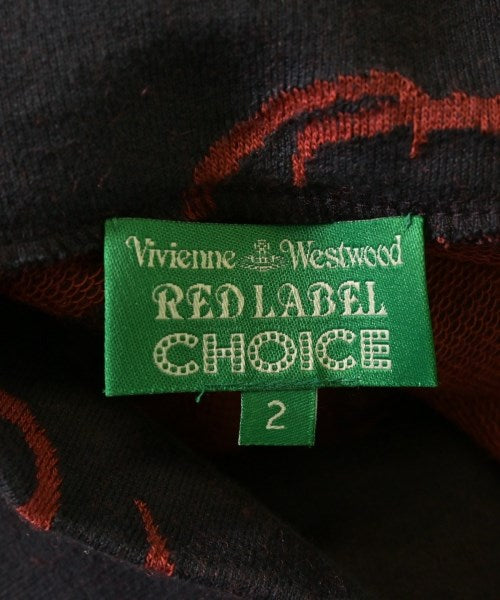 Vivienne Westwood
RED LABEL
CHOICE
2